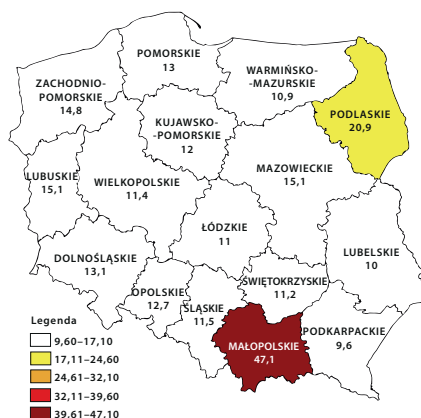 POMORSKIE
13
ZACHODNIO-
POMORSKIE
14,8
WARMIŃSKO-
-MAZURSKIE
10,9
PODLASKIE
20,9
KUJAWSKO-
-POMORSKIE
12
LUBUSKIE
15,1
WIELKOPOLSKIE
11,4
MAZOWIECKIE
15,1
ŁÓDZKIE
11
DOLNOŚLĄSKIE
13,1
LUBELSKIE
10
OPOLSKIE
12,7
ŚLĄSKIE
11,5
ŚWIĘTOKRZYSKIE
11,2
MAŁOPOLSKIE
47,1
PODKARPACKIE
9,6
Legenda
9,60–17,10
17,11–24,60
24,61–32,10
32,11–39,60
39,61–47,10